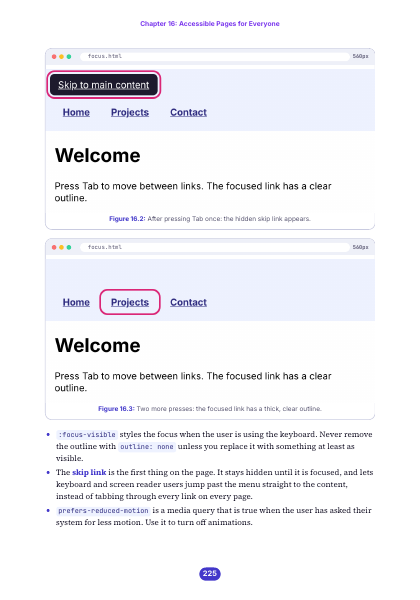 Chapter 16: Accessible Pages for Everyone
focus.html
560px
Skip to main content
Home Projects Contact
Welcome
Press Tab to move between links. The focused link has a clear
outline.
Figure 16.2: After pressing Tab once: the hidden skip link appears.
focus.html
560px
Home Projects Contact
Welcome
Press Tab to move between links. The focused link has a clear
outline.
Figure 16.3: Two more presses: the focused link has a thick, clear outline.
• :focus-visible styles the focus when the user is using the keyboard. Never remove
the outline with outline: none unless you replace it with something at least as
visible.
• The skip link is the first thing on the page. It stays hidden until it is focused, and lets
keyboard and screen reader users jump past the menu straight to the content,
instead of tabbing through every link on every page.
• prefers-reduced-motion is a media query that is true when the user has asked their
system for less motion. Use it to turn off animations.
225